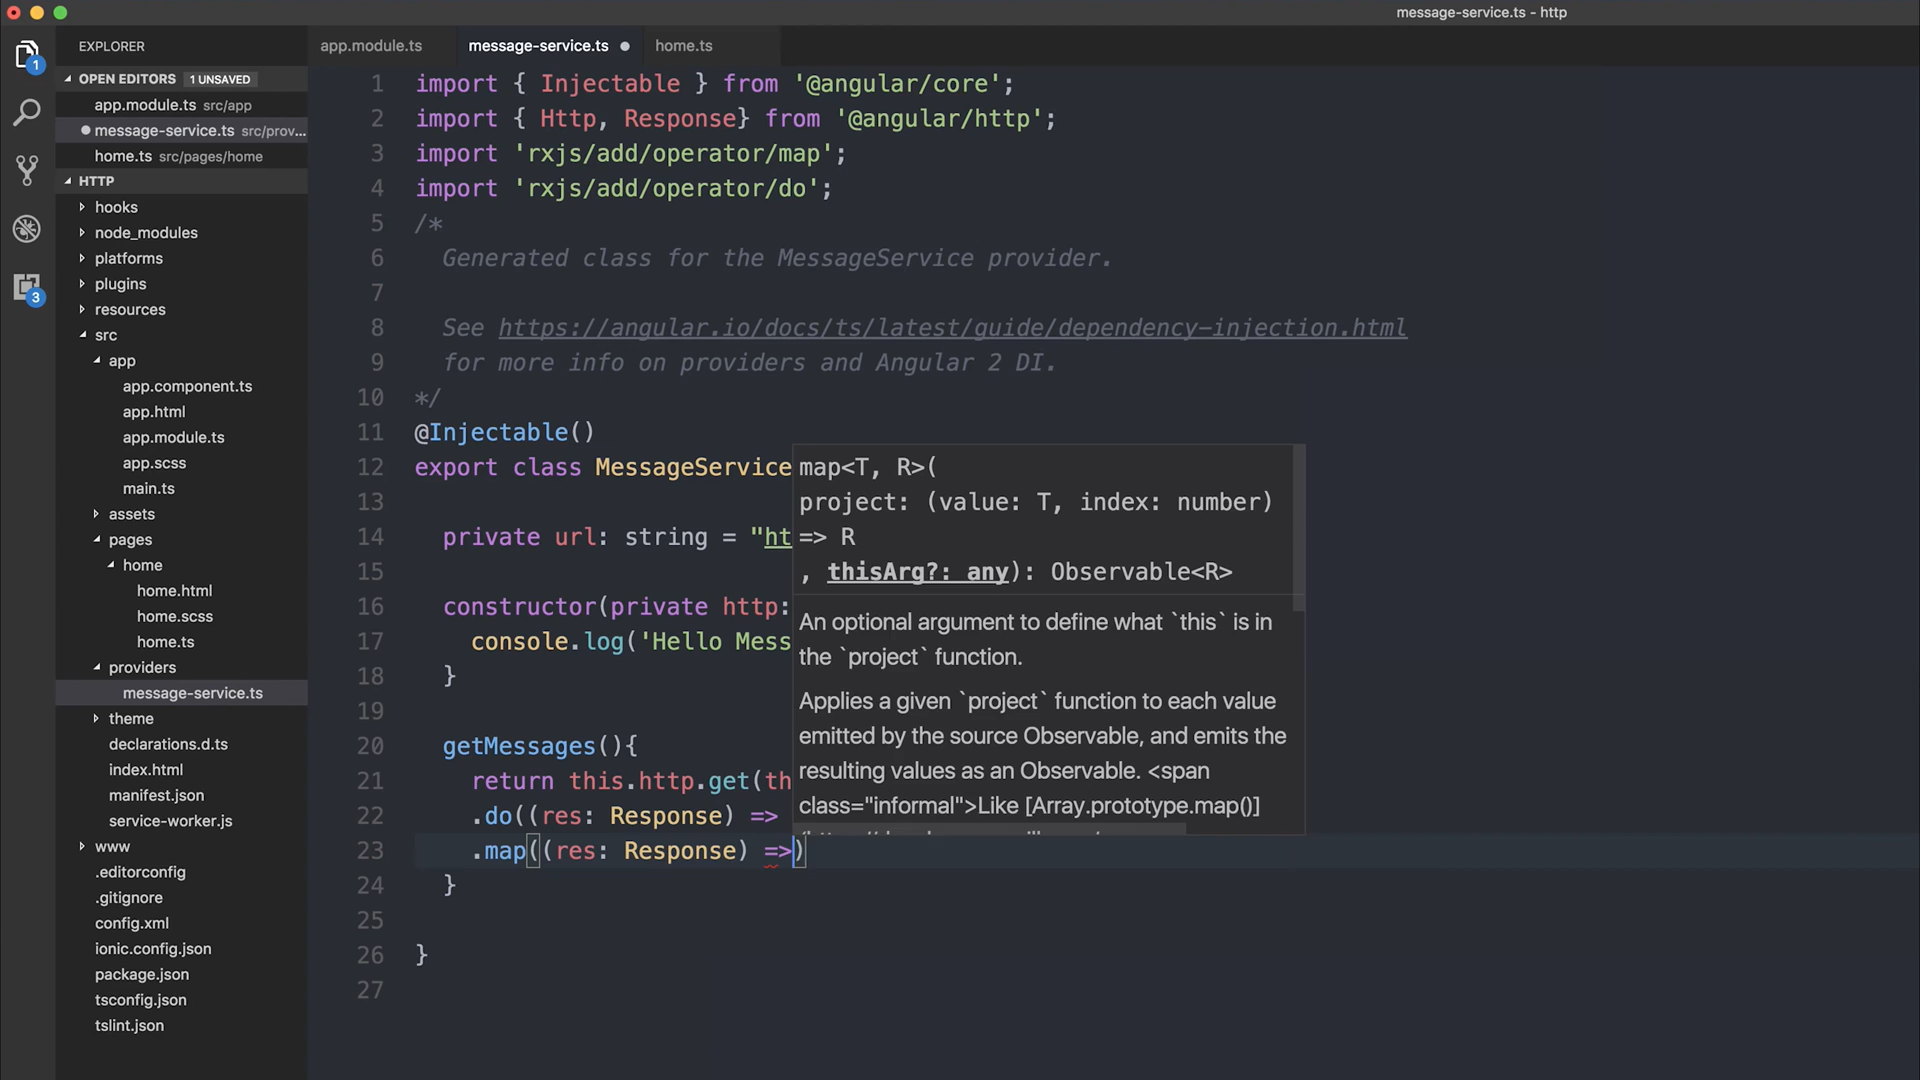 message-service.ts - http
EXPLORER
OPEN EDITORS 1 UNSAVED
app.module.ts src/app
message-service.ts src/prov...
home.ts src/pages/home
HTTP
hooks
node_modules
platforms
plugins
resources
src
app
app.component.ts
app.html
app.module.ts
app.scss
main.ts
assets
pages
home
home.html
home.scss
home.ts
providers
message-service.ts
theme
declarations.d.ts
index.html
manifest.json
service-worker.js
www
.editorconfig
.gitignore
config.xml
ionic.config.json
package.json
tsconfig.json
tslint.json
1
3
app.module.ts message-service.ts home.ts
1 import { Injectable } from '@angular/core';
2 import { Http, Response} from '@angular/http';
3 import 'rxjs/add/operator/map';
4 import 'rxjs/add/operator/do';
5 /*
6 Generated class for the MessageService provider.
7
8 See https://angular.io/docs/ts/latest/guide/dependency-injection.html
9 for more info on providers and Angular 2 DI.
10 */
11 @Injectable()
12 export class MessageService
13
14 private url: string = "ht
15
16 constructor(private http:
17 console.log('Hello Mess
18 }
19
20 getMessages(){
21 return this.http.get(th
22 .do((res: Response) =>
23 .map((res: Response) =>)
24 }
25
26 }
27
map<T, R>(
project: (value: T, index: number)
=> R
, thisArg?: any): Observable<R>
An optional argument to define what `this` is in
the `project` function.
Applies a given `project` function to each value
emitted by the source Observable, and emits the
resulting values as an Observable. <span
class="informal">Like [Array.prototype.map()]